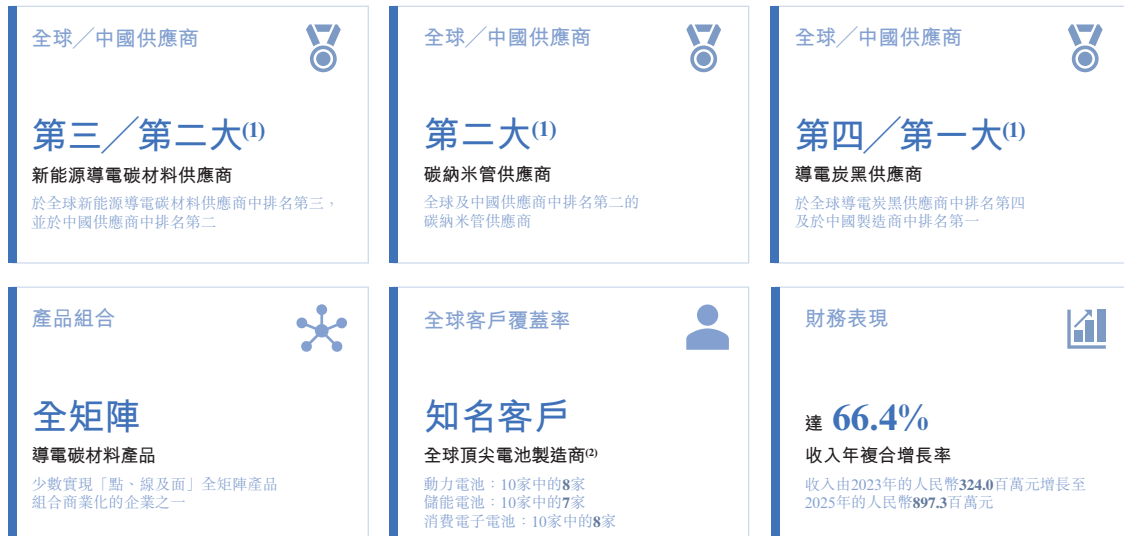 全球╱中國供應商
第三╱第二大(1)
新能源導電碳材料供應商
於全球新能源導電碳材料供應商中排名第三，
並於中國供應商中排名第二
全球╱中國供應商
第二大(1)
碳納米管供應商
全球及中國供應商中排名第二的
碳納米管供應商
全球╱中國供應商
第四╱第一大(1)
導電炭黑供應商
於全球導電炭黑供應商中排名第四
及於中國製造商中排名第一
產品組合
全矩陣
導電碳材料產品
少數實現「點、線及面」全矩陣產品
組合商業化的企業之一
全球客戶覆蓋率
知名客戶
全球頂尖電池製造商(2)
動力電池：10家中的8家
儲能電池：10家中的7家
消費電子電池：10家中的8家
財務表現
達 66.4%
收入年複合增長率
收入由2023年的人民幣324.0百萬元增長至
2025年的人民幣897.3百萬元